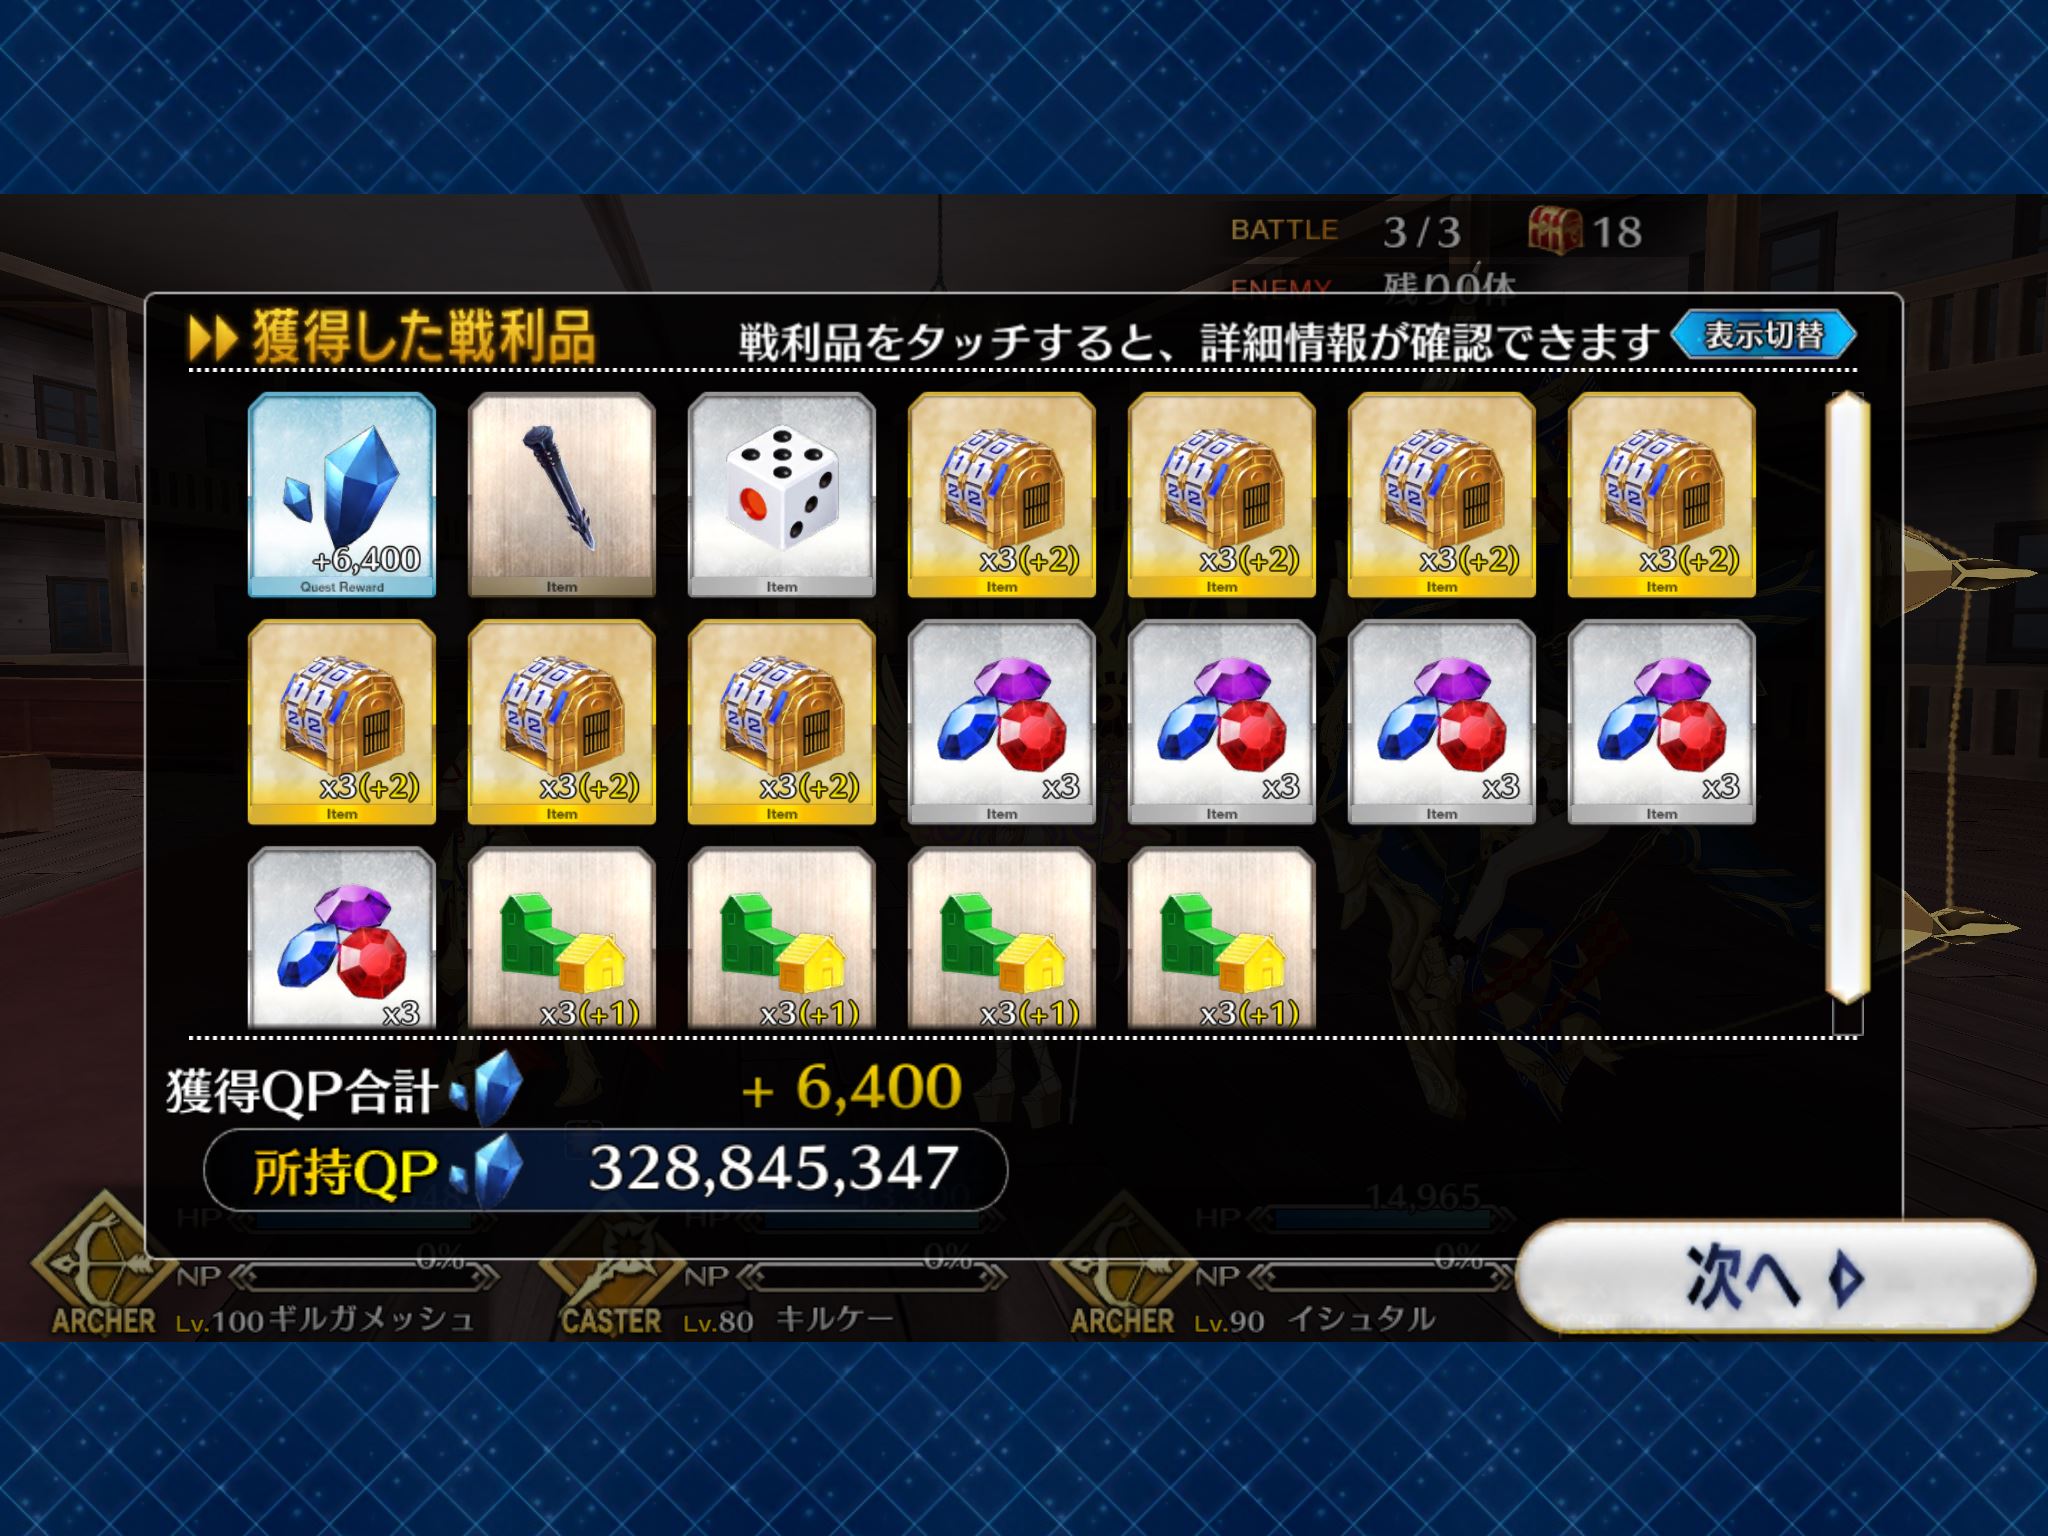 BATTLE 3/3 18
ENEMY 残り0体
獲得した戦利品 戦利品をタッチすると、詳細情報が確認できます 表示切替
+6,400
Quest Reward Item Item Item Item Item Item
x3(+2) x3(+2) x3(+2) x3(+2)
x3(+2) x3(+2) x3(+2) x3 x3 x3 x3
Item Item Item Item Item Item Item
x3 x3(+1) x3(+1) x3(+1) x3(+1)
獲得QP合計 + 6,400
所持QP 328,845,347
HP HP HP 14,965
NP 0% NP 0% NP 0%
次へ
ARCHER Lv.100 ギルガメッシュ CASTER Lv.80 キルケー ARCHER Lv.90 イシュタル